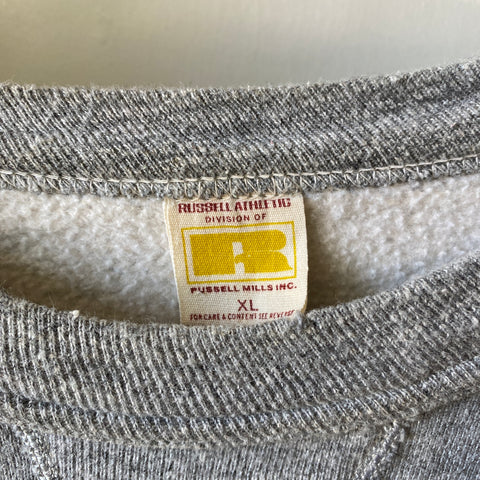 RUSSELL ATHLETIC
DIVISION OF
R
RUSSELL MILLS INC.
XL
FOR CARE & CONTENT SEE REVERSE